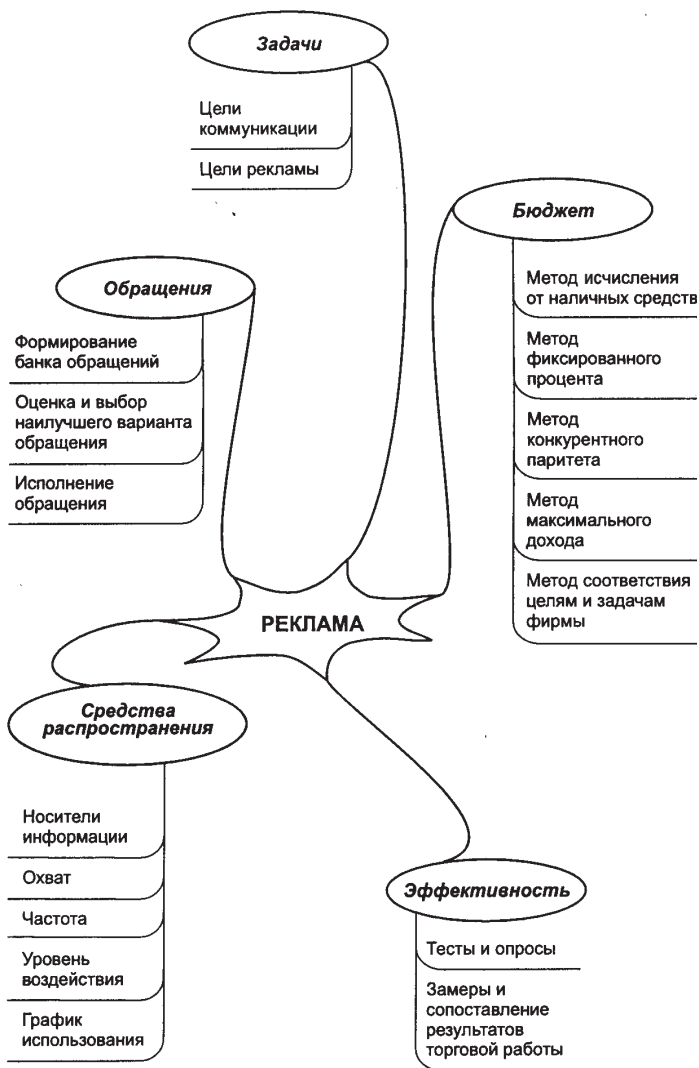 Задачи
Цели
коммуникации
Цели рекламы
Бюджет
Метод исчисления
от наличных средств
Метод
фиксированного
процента
Метод
конкурентного
паритета
Метод
максимального
дохода
Метод соответствия
целям и задачам
фирмы
Обращения
Формирование
банка обращений
Оценка и выбор
наилучшего варианта
обращения
Исполнение
обращения
РЕКЛАМА
Средства
распространения
Носители
информации
Охват
Частота
Уровень
воздействия
График
использования
Эффективность
Тесты и опросы
Замеры и
сопоставление
результатов
торговой работы